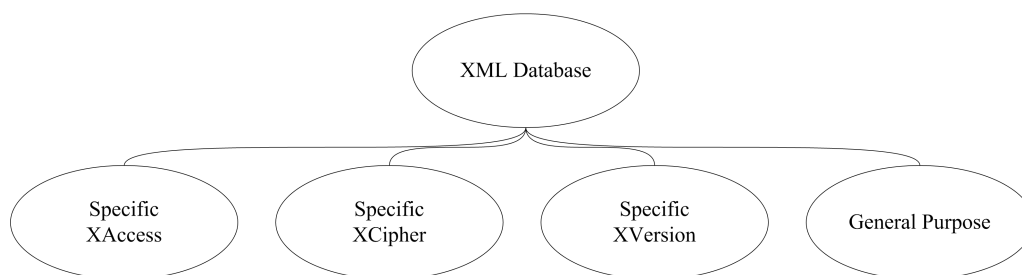 XML Database
Specific
XAccess
Specific
XCipher
Specific
XVersion
General Purpose